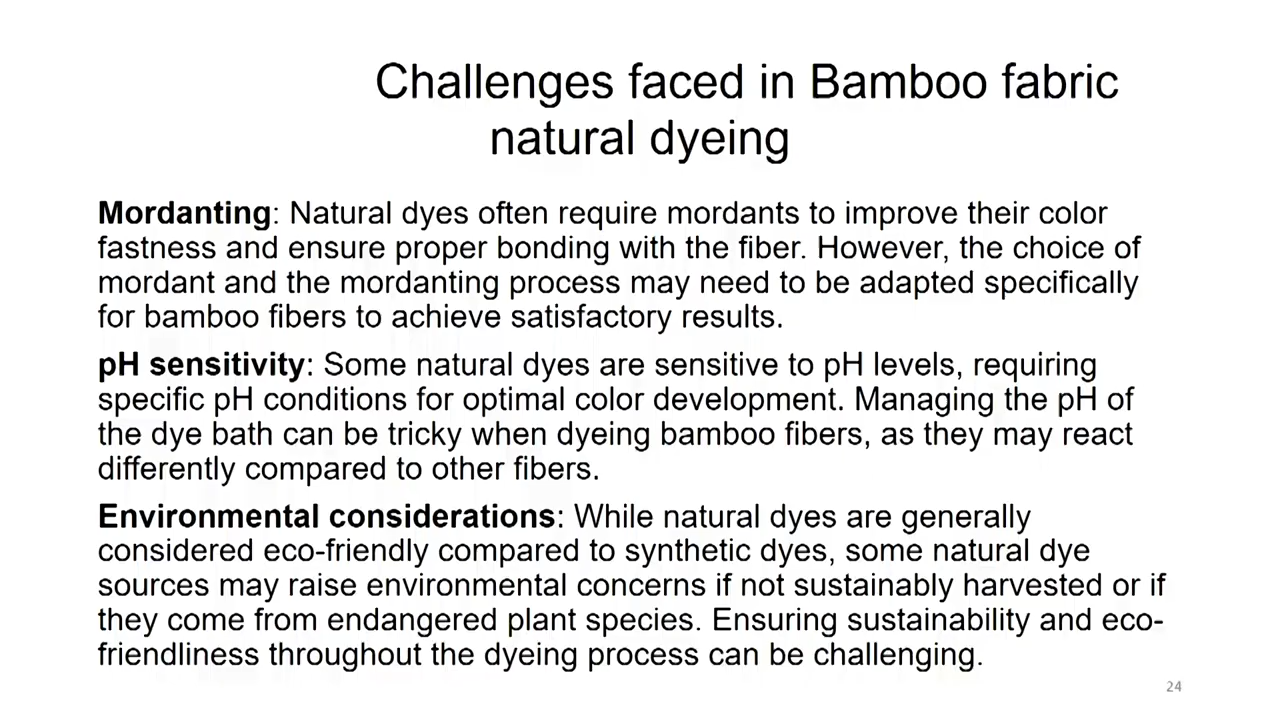 Challenges faced in Bamboo fabric
natural dyeing
Mordanting: Natural dyes often require mordants to improve their color
fastness and ensure proper bonding with the fiber. However, the choice of
mordant and the mordanting process may need to be adapted specifically
for bamboo fibers to achieve satisfactory results.
pH sensitivity: Some natural dyes are sensitive to pH levels, requiring
specific pH conditions for optimal color development. Managing the pH of
the dye bath can be tricky when dyeing bamboo fibers, as they may react
differently compared to other fibers.
Environmental considerations: While natural dyes are generally
considered eco-friendly compared to synthetic dyes, some natural dye
sources may raise environmental concerns if not sustainably harvested or if
they come from endangered plant species. Ensuring sustainability and eco-
friendliness throughout the dyeing process can be challenging.
24